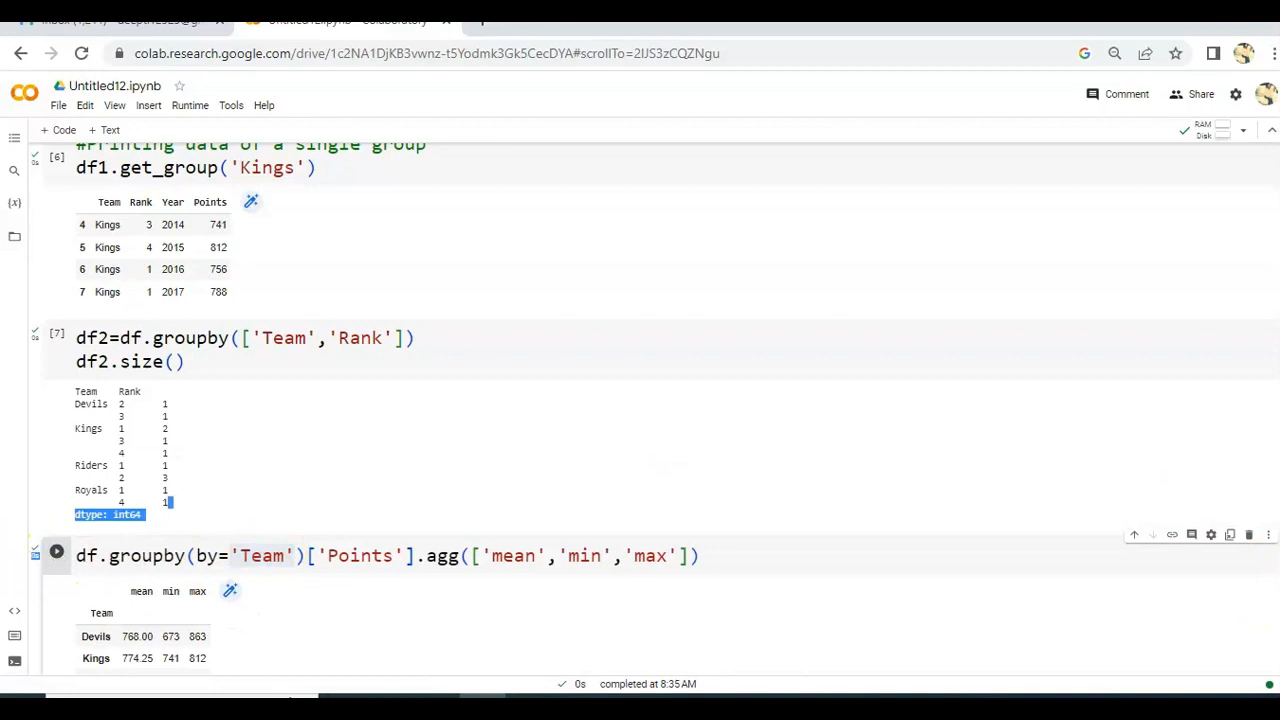 colab.research.google.com/drive/1c2NA1DjKB3vwnz-t5Yodmk3Gk5CecDYA#scrollTo=2lJS3zCQZNgu
Untitled12.ipynb
File Edit View Insert Runtime Tools Help
Comment Share
+ Code + Text
RAM
Disk
#Printing data of a single group
[6]
0s
df1.get_group('Kings')
Team Rank Year Points
4 Kings 3 2014 741
5 Kings 4 2015 812
6 Kings 1 2016 756
7 Kings 1 2017 788
[7]
0s
df2=df.groupby(['Team','Rank'])
df2.size()
Team Rank
Devils 2 1
3 1
Kings 1 2
3 1
4 1
Riders 1 1
2 3
Royals 1 1
4 1
dtype: int64
0s
df.groupby(by='Team')['Points'].agg(['mean','min','max'])
mean min max
Team
Devils 768.00 673 863
Kings 774.25 741 812
0s completed at 8:35 AM